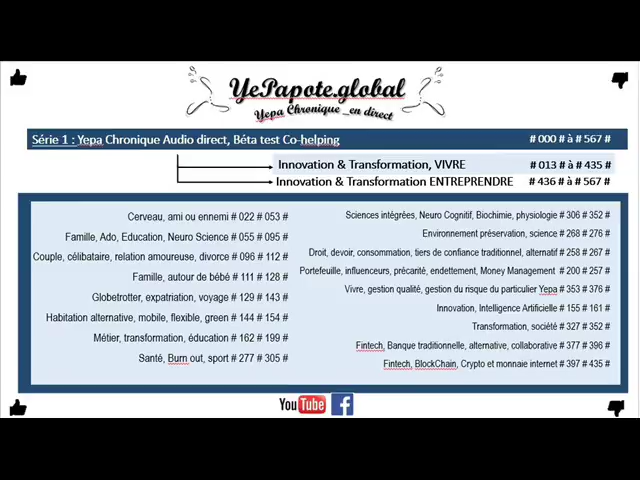 YePapote.global
Yepa Chronique _en direct
Série 1 : Yepa Chronique Audio direct, Béta test Co-helping # 000 # à # 567 #
Innovation & Transformation, VIVRE # 013 # à # 435 #
Innovation & Transformation ENTREPRENDRE # 436 # à # 567 #
Cerveau, ami ou ennemi # 022 # 053 #
Famille, Ado, Education, Neuro Science # 055 # 095 #
Couple, célibataire, relation amoureuse, divorce # 096 # 112 #
Famille, autour de bébé # 111 # 128 #
Globetrotter, expatriation, voyage # 129 # 143 #
Habitation alternative, mobile, flexible, green # 144 # 154 #
Métier, transformation, éducation # 162 # 199 #
Santé, Burn out, sport # 277 # 305 #
Sciences intégrées, Neuro Cognitif, Biochimie, physiologie # 306 # 352 #
Environnement préservation, science # 268 # 276 #
Droit, devoir, consommation, tiers de confiance traditionnel, alternatif # 258 # 267 #
Portefeuille, influenceurs, précarité, endettement, Money Management # 200 # 257 #
Vivre, gestion qualité, gestion du risque du particulier Yepa # 353 # 376 #
Innovation, Intelligence Artificielle # 155 # 161 #
Transformation, société # 327 # 352 #
Fintech, Banque traditionnelle, alternative, collaborative # 377 # 396 #
Fintech, BlockChain, Crypto et monnaie internet # 397 # 435 #
YouTube f